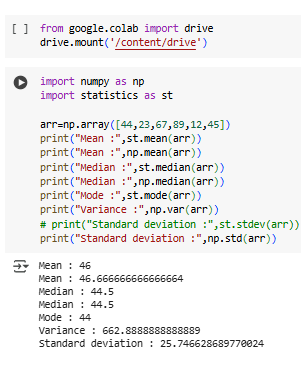 [ ] from google.colab import drive
drive.mount('/content/drive')
import numpy as np
import statistics as st
arr=np.array([44,23,67,89,12,45])
print("Mean :",st.mean(arr))
print("Mean :",np.mean(arr))
print("Median :",st.median(arr))
print("Median :",np.median(arr))
print("Mode :",st.mode(arr))
print("Variance :",np.var(arr))
# print("Standard deviation :",st.stdev(arr))
print("Standard deviation :",np.std(arr))
Mean : 46
Mean : 46.666666666666664
Median : 44.5
Median : 44.5
Mode : 44
Variance : 662.8888888888889
Standard deviation : 25.746628689770024